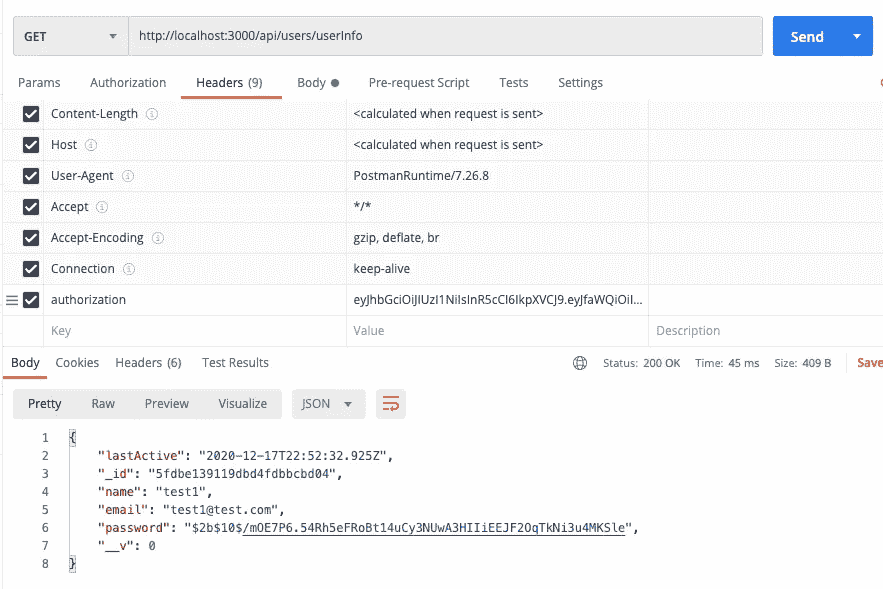 GET http://localhost:3000/api/users/userInfo Send
Params Authorization Headers (9) Body Pre-request Script Tests Settings
Content-Length <calculated when request is sent>
Host <calculated when request is sent>
User-Agent PostmanRuntime/7.26.8
Accept */*
Accept-Encoding gzip, deflate, br
Connection keep-alive
authorization eyJhbGciOiJIUzI1NiIsInR5cCI6IkpXVCJ9.eyJfaWQiOiI...
Key Value Description
Body Cookies Headers (6) Test Results Status: 200 OK Time: 45 ms Size: 409 B Save
Pretty Raw Preview Visualize JSON
1 {
2 "lastActive": "2020-12-17T22:52:32.925Z",
3 "_id": "5fdbe139119dbd4fdbbcbd04",
4 "name": "test1",
5 "email": "test1@test.com",
6 "password": "$2b$10$/mOE7P6.54Rh5eFRoBt14uCy3NUwA3HIIiEEJF2OqTkNi3u4MKSle",
7 "__v": 0
8 }